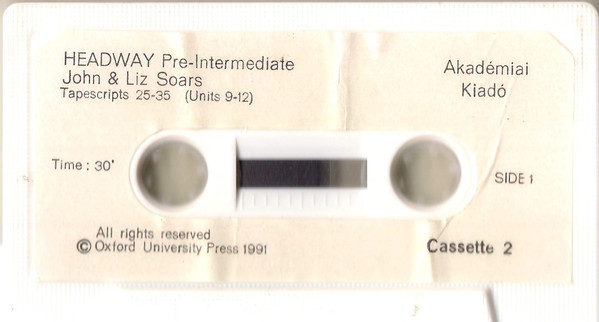 HEADWAY Pre-Intermediate
John & Liz Soars
Tapescripts 25-35 (Units 9-12)
Akadémiai
Kiadó
Time : 30'
SIDE 1
All rights reserved
© Oxford University Press 1991
Cassette 2